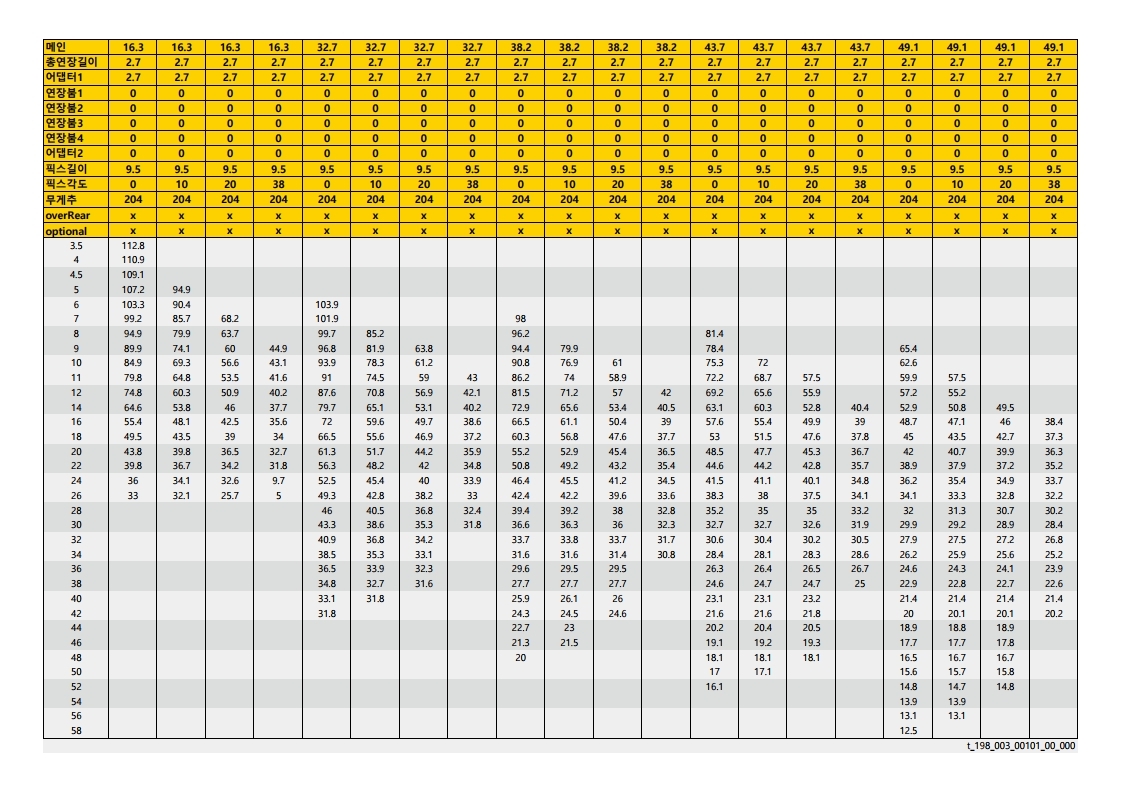 메인 16.3 16.3 16.3 16.3 32.7 32.7 32.7 32.7 38.2 38.2 38.2 38.2 43.7 43.7 43.7 43.7 49.1 49.1 49.1 49.1
총연장길이 2.7 2.7 2.7 2.7 2.7 2.7 2.7 2.7 2.7 2.7 2.7 2.7 2.7 2.7 2.7 2.7 2.7 2.7 2.7 2.7
어댑터1 2.7 2.7 2.7 2.7 2.7 2.7 2.7 2.7 2.7 2.7 2.7 2.7 2.7 2.7 2.7 2.7 2.7 2.7 2.7 2.7
연장붐1 0 0 0 0 0 0 0 0 0 0 0 0 0 0 0 0 0 0 0 0
연장붐2 0 0 0 0 0 0 0 0 0 0 0 0 0 0 0 0 0 0 0 0
연장붐3 0 0 0 0 0 0 0 0 0 0 0 0 0 0 0 0 0 0 0 0
연장붐4 0 0 0 0 0 0 0 0 0 0 0 0 0 0 0 0 0 0 0 0
어댑터2 0 0 0 0 0 0 0 0 0 0 0 0 0 0 0 0 0 0 0 0
픽스길이 9.5 9.5 9.5 9.5 9.5 9.5 9.5 9.5 9.5 9.5 9.5 9.5 9.5 9.5 9.5 9.5 9.5 9.5 9.5 9.5
픽스각도 0 10 20 38 0 10 20 38 0 10 20 38 0 10 20 38 0 10 20 38
무게추 204 204 204 204 204 204 204 204 204 204 204 204 204 204 204 204 204 204 204 204
overRear x x x x x x x x x x x x x x x x x x x x
optional x x x x x x x x x x x x x x x x x x x x
3.5 112.8
4 110.9
4.5 109.1
5 107.2 94.9
6 103.3 90.4 103.9
7 99.2 85.7 68.2 101.9 98
8 94.9 79.9 63.7 99.7 85.2 96.2 81.4
9 89.9 74.1 60 44.9 96.8 81.9 63.8 94.4 79.9 78.4 65.4
10 84.9 69.3 56.6 43.1 93.9 78.3 61.2 90.8 76.9 61 75.3 72 62.6
11 79.8 64.8 53.5 41.6 91 74.5 59 43 86.2 74 58.9 72.2 68.7 57.5 59.9 57.5
12 74.8 60.3 50.9 40.2 87.6 70.8 56.9 42.1 81.5 71.2 57 42 69.2 65.6 55.9 57.2 55.2
14 64.6 53.8 46 37.7 79.7 65.1 53.1 40.2 72.9 65.6 53.4 40.5 63.1 60.3 52.8 40.4 52.9 50.8 49.5
16 55.4 48.1 42.5 35.6 72 59.6 49.7 38.6 66.5 61.1 50.4 39 57.6 55.4 49.9 39 48.7 47.1 46 38.4
18 49.5 43.5 39 34 66.5 55.6 46.9 37.2 60.3 56.8 47.6 37.7 53 51.5 47.6 37.8 45 43.5 42.7 37.3
20 43.8 39.8 36.5 32.7 61.3 51.7 44.2 35.9 55.2 52.9 45.4 36.5 48.5 47.7 45.3 36.7 42 40.7 39.9 36.3
22 39.8 36.7 34.2 31.8 56.3 48.2 42 34.8 50.8 49.2 43.2 35.4 44.6 44.2 42.8 35.7 38.9 37.9 37.2 35.2
24 36 34.1 32.6 9.7 52.5 45.4 40 33.9 46.4 45.5 41.2 34.5 41.5 41.1 40.1 34.8 36.2 35.4 34.9 33.7
26 33 32.1 25.7 5 49.3 42.8 38.2 33 42.4 42.2 39.6 33.6 38.3 38 37.5 34.1 34.1 33.3 32.8 32.2
28 46 40.5 36.8 32.4 39.4 39.2 38 32.8 35.2 35 35 33.2 32 31.3 30.7 30.2
30 43.3 38.6 35.3 31.8 36.6 36.3 36 32.3 32.7 32.7 32.6 31.9 29.9 29.2 28.9 28.4
32 40.9 36.8 34.2 33.7 33.8 33.7 31.7 30.6 30.4 30.2 30.5 27.9 27.5 27.2 26.8
34 38.5 35.3 33.1 31.6 31.6 31.4 30.8 28.4 28.1 28.3 28.6 26.2 25.9 25.6 25.2
36 36.5 33.9 32.3 29.6 29.5 29.5 26.3 26.4 26.5 26.7 24.6 24.3 24.1 23.9
38 34.8 32.7 31.6 27.7 27.7 27.7 24.6 24.7 24.7 25 22.9 22.8 22.7 22.6
40 33.1 31.8 25.9 26.1 26 23.1 23.1 23.2 21.4 21.4 21.4 21.4
42 31.8 24.3 24.5 24.6 21.6 21.6 21.8 20 20.1 20.1 20.2
44 22.7 23 20.2 20.4 20.5 18.9 18.8 18.9
46 21.3 21.5 19.1 19.2 19.3 17.7 17.7 17.8
48 20 18.1 18.1 18.1 16.5 16.7 16.7
50 17 17.1 15.6 15.7 15.8
52 16.1 14.8 14.7 14.8
54 13.9 13.9
56 13.1 13.1
58 12.5
t_198_003_00101_00_000